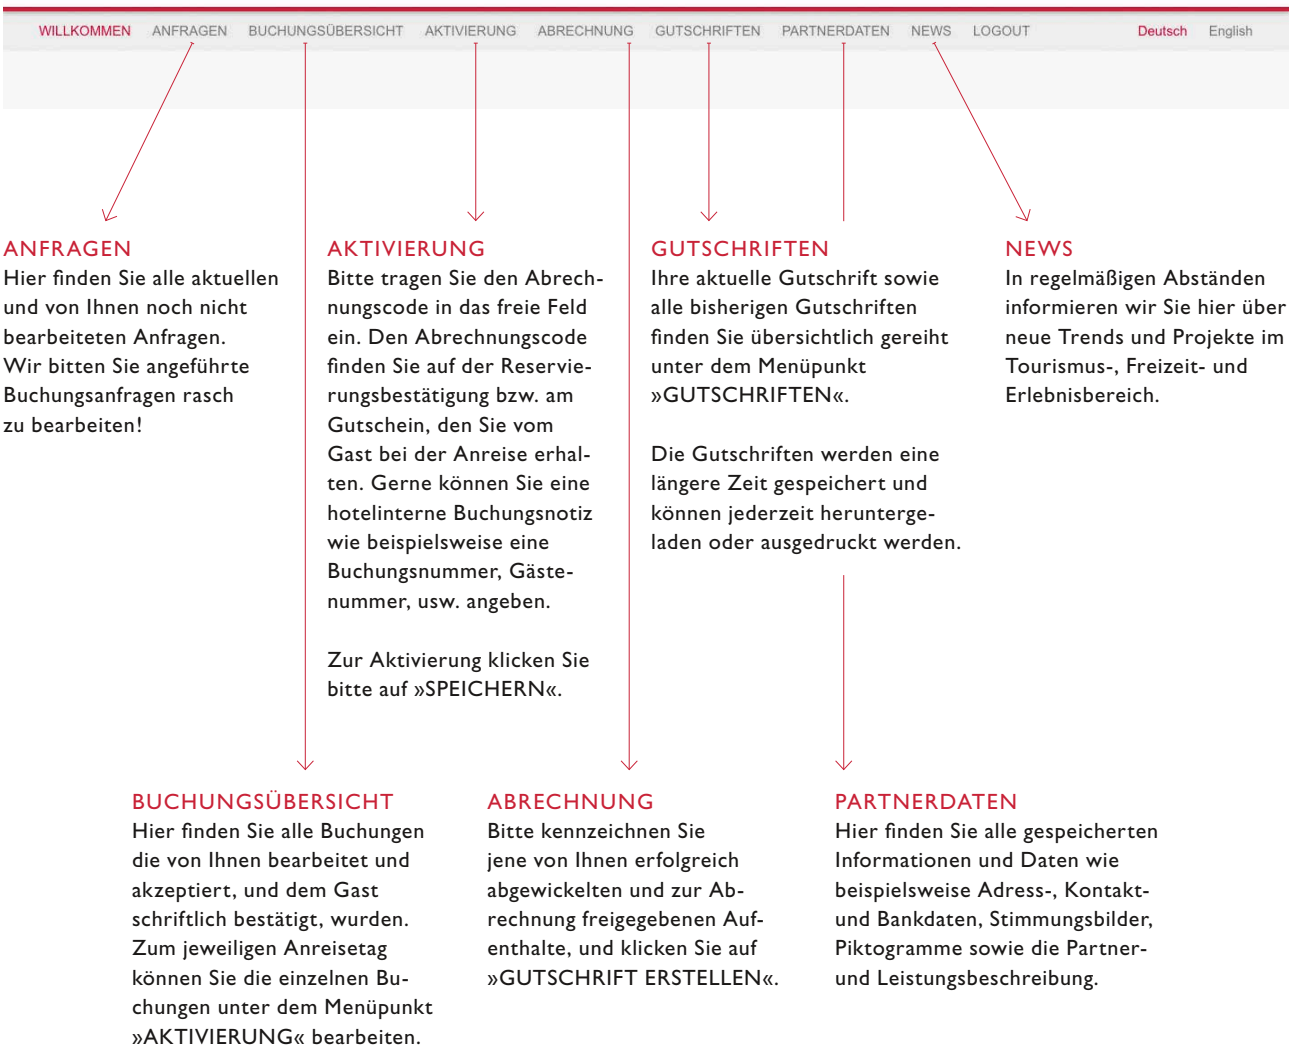 WILLKOMMEN ANFRAGEN BUCHUNGSÜBERSICHT AKTIVIERUNG ABRECHNUNG GUTSCHRIFTEN PARTNERDATEN NEWS LOGOUT Deutsch English
ANFRAGEN
Hier finden Sie alle aktuellen
und von Ihnen noch nicht
bearbeiteten Anfragen.
Wir bitten Sie angeführte
Buchungsanfragen rasch
zu bearbeiten!
AKTIVIERUNG
Bitte tragen Sie den Abrech-
nungscode in das freie Feld
ein. Den Abrechnungscode
finden Sie auf der Reservie-
rungsbestätigung bzw. am
Gutschein, den Sie vom
Gast bei der Anreise erhal-
ten. Gerne können Sie eine
hotelinterne Buchungsnotiz
wie beispielsweise eine
Buchungsnummer, Gäste-
nummer, usw. angeben.
Zur Aktivierung klicken Sie
bitte auf »SPEICHERN«.
GUTSCHRIFTEN
Ihre aktuelle Gutschrift sowie
alle bisherigen Gutschriften
finden Sie übersichtlich gereiht
unter dem Menüpunkt
»GUTSCHRIFTEN«.
Die Gutschriften werden eine
längere Zeit gespeichert und
können jederzeit herunterge-
laden oder ausgedruckt werden.
NEWS
In regelmäßigen Abständen
informieren wir Sie hier über
neue Trends und Projekte im
Tourismus-, Freizeit- und
Erlebnisbereich.
BUCHUNGSÜBERSICHT
Hier finden Sie alle Buchungen
die von Ihnen bearbeitet und
akzeptiert, und dem Gast
schriftlich bestätigt, wurden.
Zum jeweiligen Anreisetag
können Sie die einzelnen Bu-
chungen unter dem Menüpunkt
»AKTIVIERUNG« bearbeiten.
ABRECHNUNG
Bitte kennzeichnen Sie
jene von Ihnen erfolgreich
abgewickelten und zur Ab-
rechnung freigegebenen Auf-
enthalte, und klicken Sie auf
»GUTSCHRIFT ERSTELLEN«.
PARTNERDATEN
Hier finden Sie alle gespeicherten
Informationen und Daten wie
beispielsweise Adress-, Kontakt-
und Bankdaten, Stimmungsbilder,
Piktogramme sowie die Partner-
und Leistungsbeschreibung.